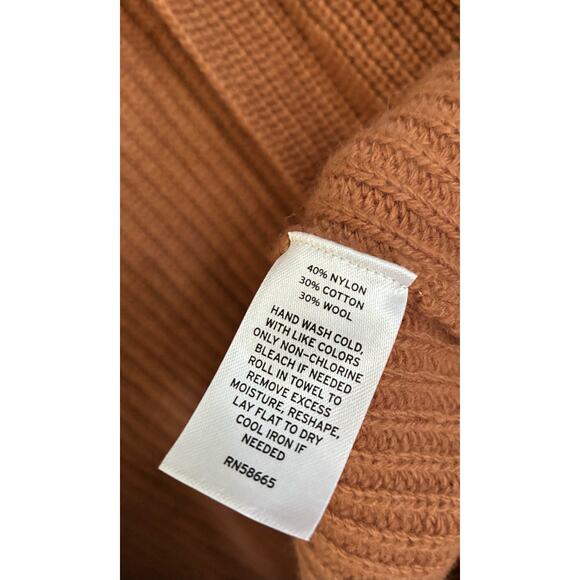 40% NYLON
30% COTTON
30% WOOL
HAND WASH COLD,
WITH LIKE COLORS
ONLY NON-CHLORINE
BLEACH IF NEEDED
ROLL IN TOWEL TO
REMOVE EXCESS
MOISTURE, RESHAPE,
LAY FLAT TO DRY
COOL IRON IF
NEEDED
RN58665